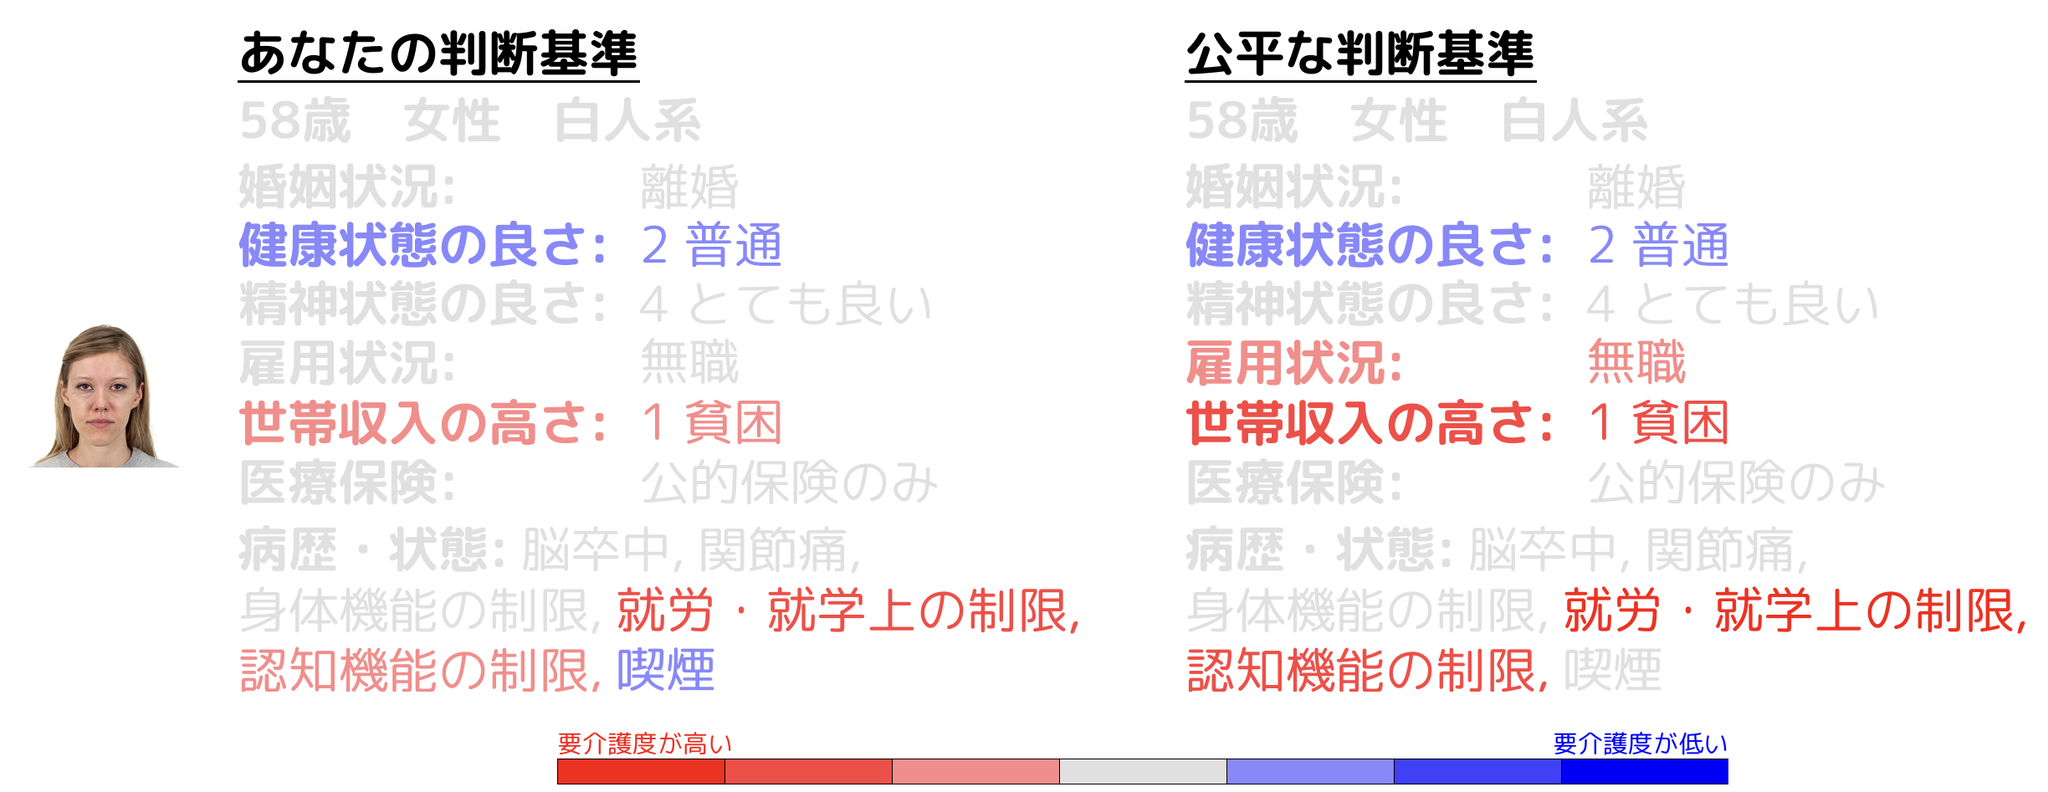 あなたの判断基準
58歳　女性　白人系
婚姻状況: 離婚
健康状態の良さ: 2 普通
精神状態の良さ: 4 とても良い
雇用状況: 無職
世帯収入の高さ: 1 貧困
医療保険: 公的保険のみ
病歴・状態: 脳卒中, 関節痛,
身体機能の制限, 就労・就学上の制限,
認知機能の制限, 喫煙
公平な判断基準
58歳　女性　白人系
婚姻状況: 離婚
健康状態の良さ: 2 普通
精神状態の良さ: 4 とても良い
雇用状況: 無職
世帯収入の高さ: 1 貧困
医療保険: 公的保険のみ
病歴・状態: 脳卒中, 関節痛,
身体機能の制限, 就労・就学上の制限,
認知機能の制限, 喫煙
要介護度が高い
要介護度が低い